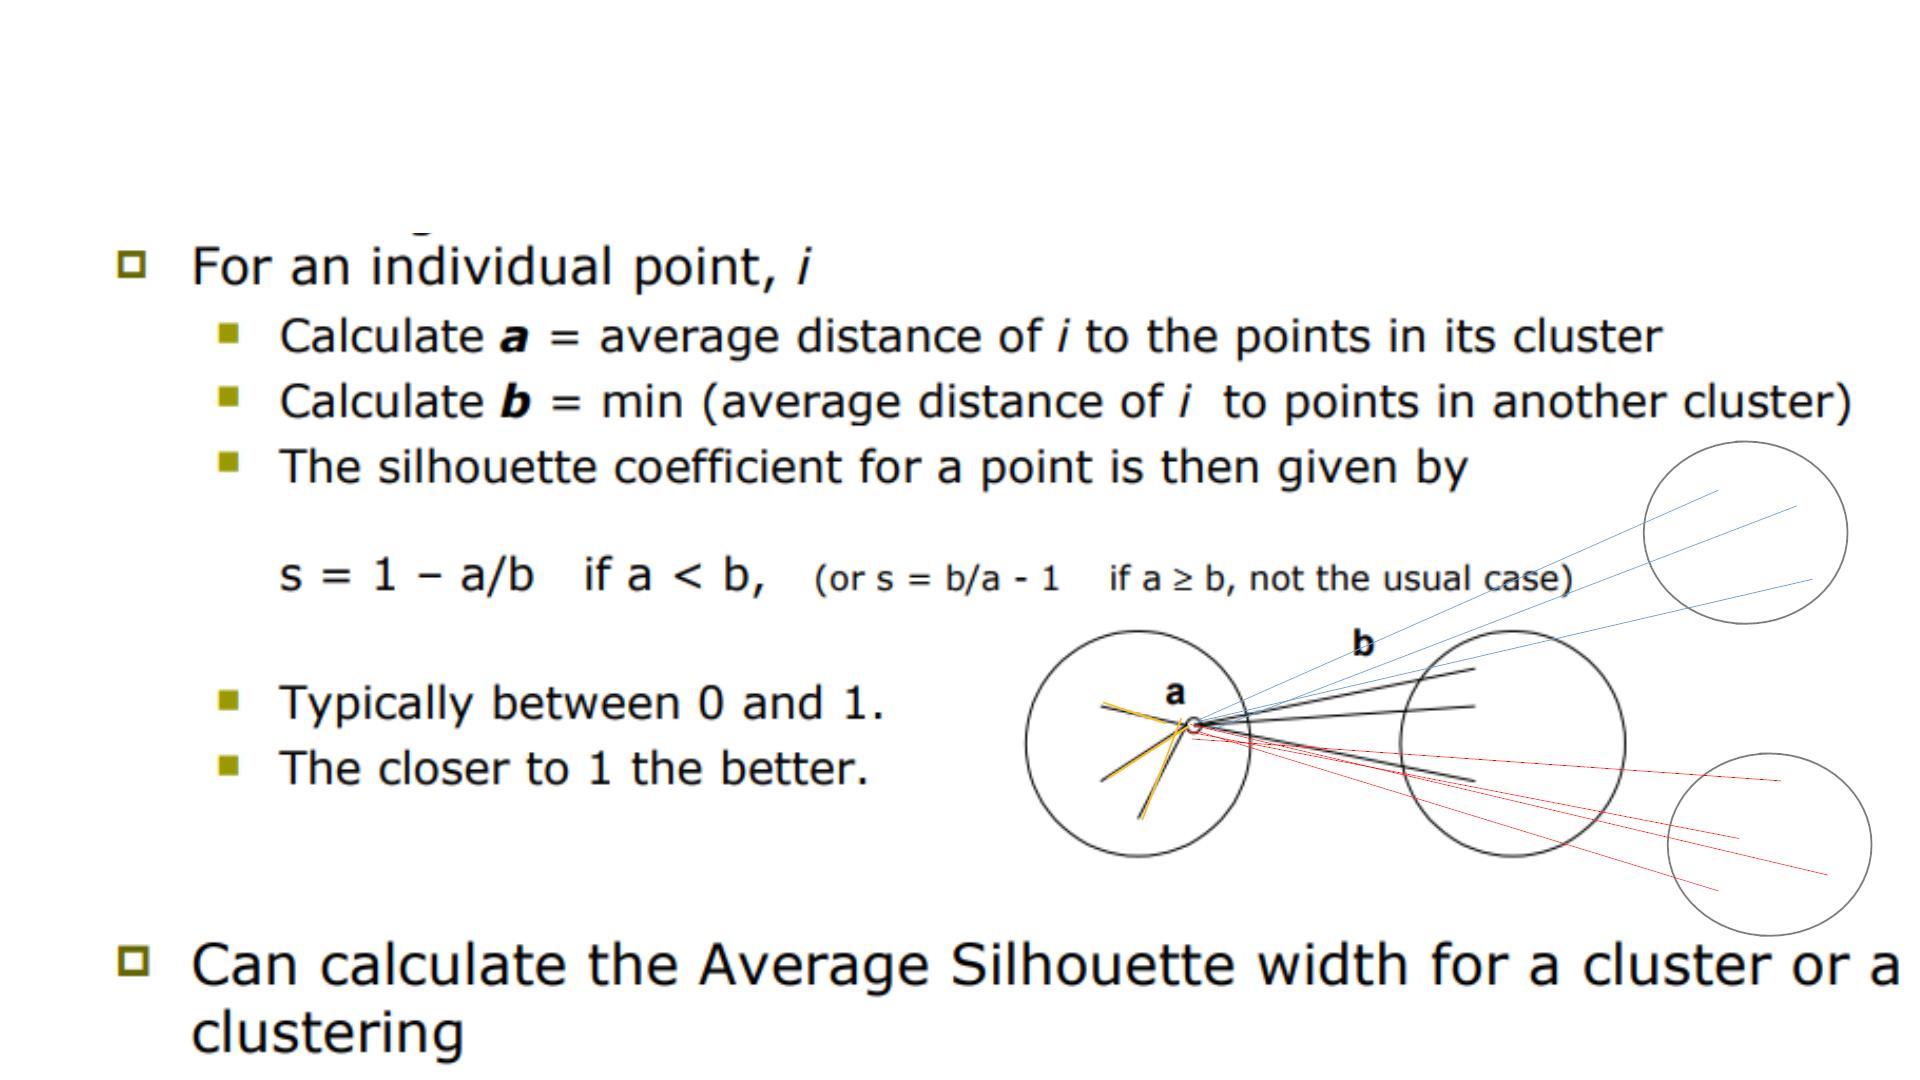 For an individual point, i
Calculate a = average distance of i to the points in its cluster
Calculate b = min (average distance of i to points in another cluster)
The silhouette coefficient for a point is then given by
s = 1 – a/b if a < b, (or s = b/a - 1 if a ≥ b, not the usual case)
b
a
Typically between 0 and 1.
The closer to 1 the better.
Can calculate the Average Silhouette width for a cluster or a
clustering